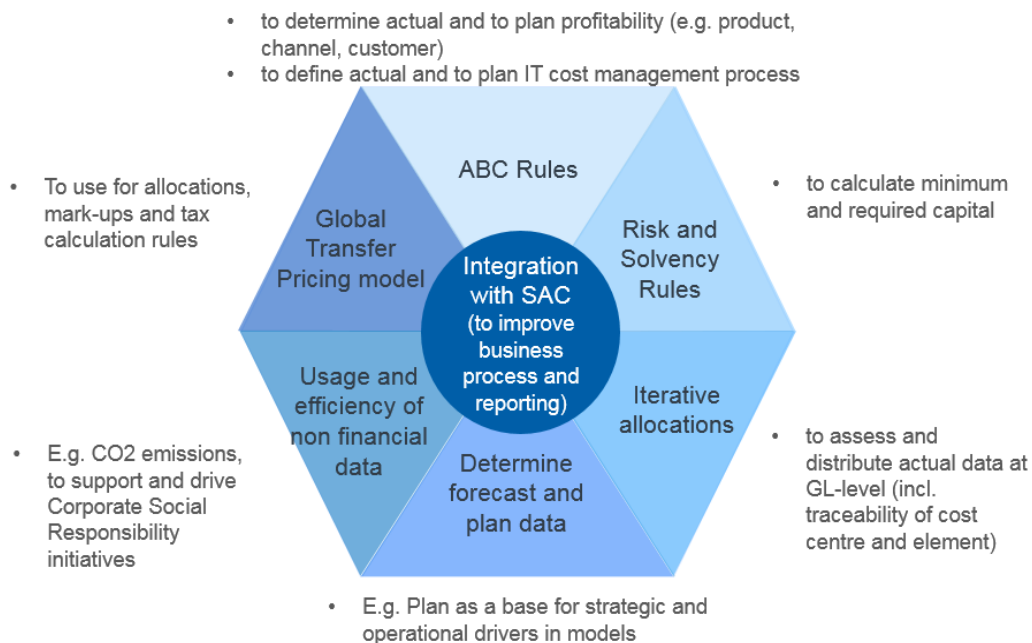 • to determine actual and to plan profitability (e.g. product,
channel, customer)
• to define actual and to plan IT cost management process
ABC Rules
• To use for allocations,
mark-ups and tax
calculation rules
Global
Transfer
Pricing model
Risk and
Solvency
Rules
• to calculate minimum
and required capital
Integration
with SAC
(to improve
business
process and
reporting)
Usage and
efficiency of
non financial
data
Iterative
allocations
• E.g. CO2 emissions,
to support and drive
Corporate Social
Responsibility
initiatives
Determine
forecast and
plan data
• to assess and
distribute actual data at
GL-level (incl.
traceability of cost
centre and element)
• E.g. Plan as a base for strategic and
operational drivers in models